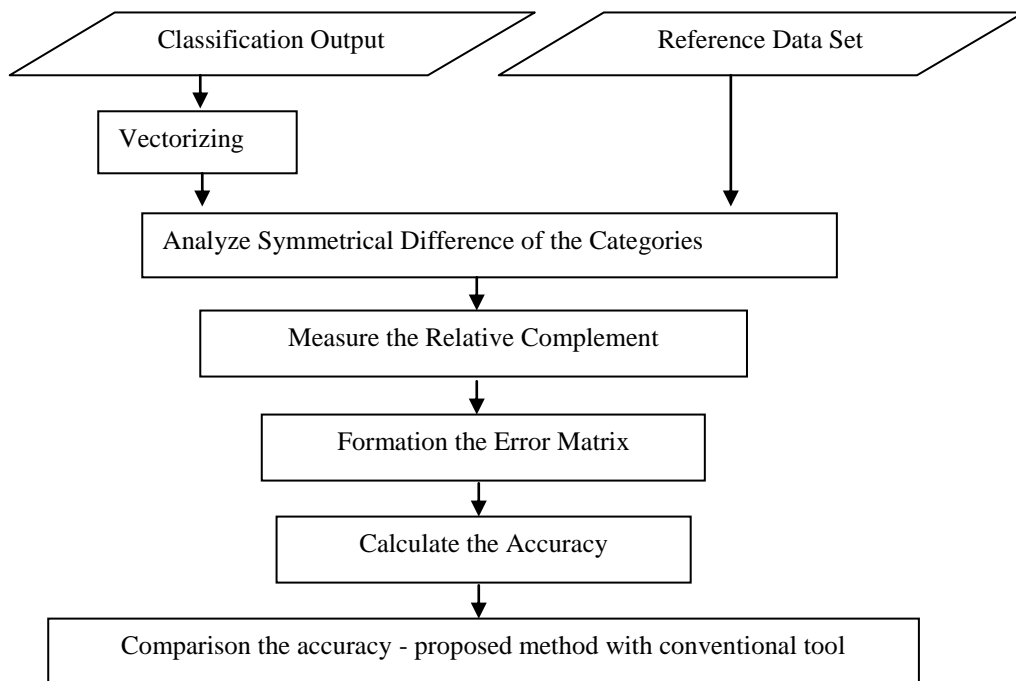 Classification Output
Reference Data Set
Vectorizing
Analyze Symmetrical Difference of the Categories
Measure the Relative Complement
Formation the Error Matrix
Calculate the Accuracy
Comparison the accuracy - proposed method with conventional tool